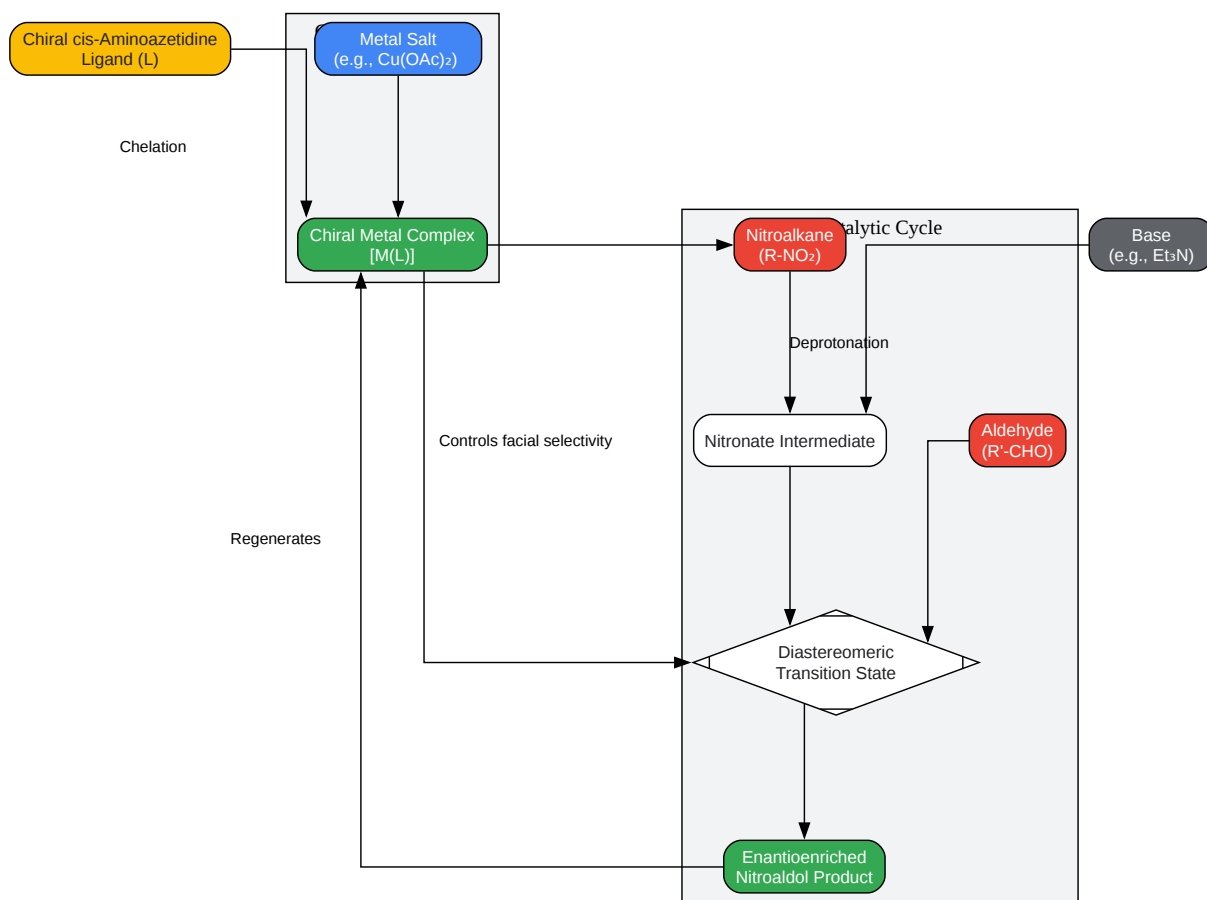 Chiral cis-Aminoazetidine
Ligand (L)
Metal Salt
(e.g., Cu(OAc)₂)
Chelation
Chiral Metal Complex
[M(L)]
Nitroalkane
(R-NO₂)
Cycle
Base
(e.g., Et₃N)
Deprotonation
Controls facial selectivity
Nitronate Intermediate
Aldehyde
(R'-CHO)
Regenerates
Diastereomeric
Transition State
Enantioenriched
Nitroaldol Product